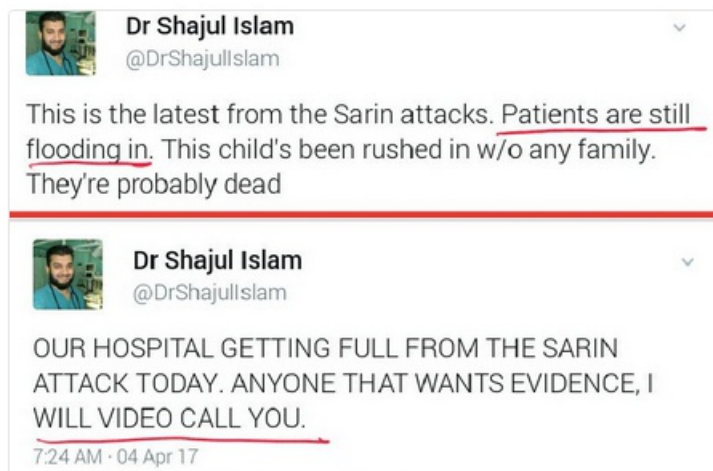 Dr Shajul Islam
@DrShajulIslam
This is the latest from the Sarin attacks. Patients are still
flooding in. This child's been rushed in w/o any family.
They're probably dead
Dr Shajul Islam
@DrShajulIslam
OUR HOSPITAL GETTING FULL FROM THE SARIN
ATTACK TODAY. ANYONE THAT WANTS EVIDENCE, I
WILL VIDEO CALL YOU.
7:24 AM · 04 Apr 17